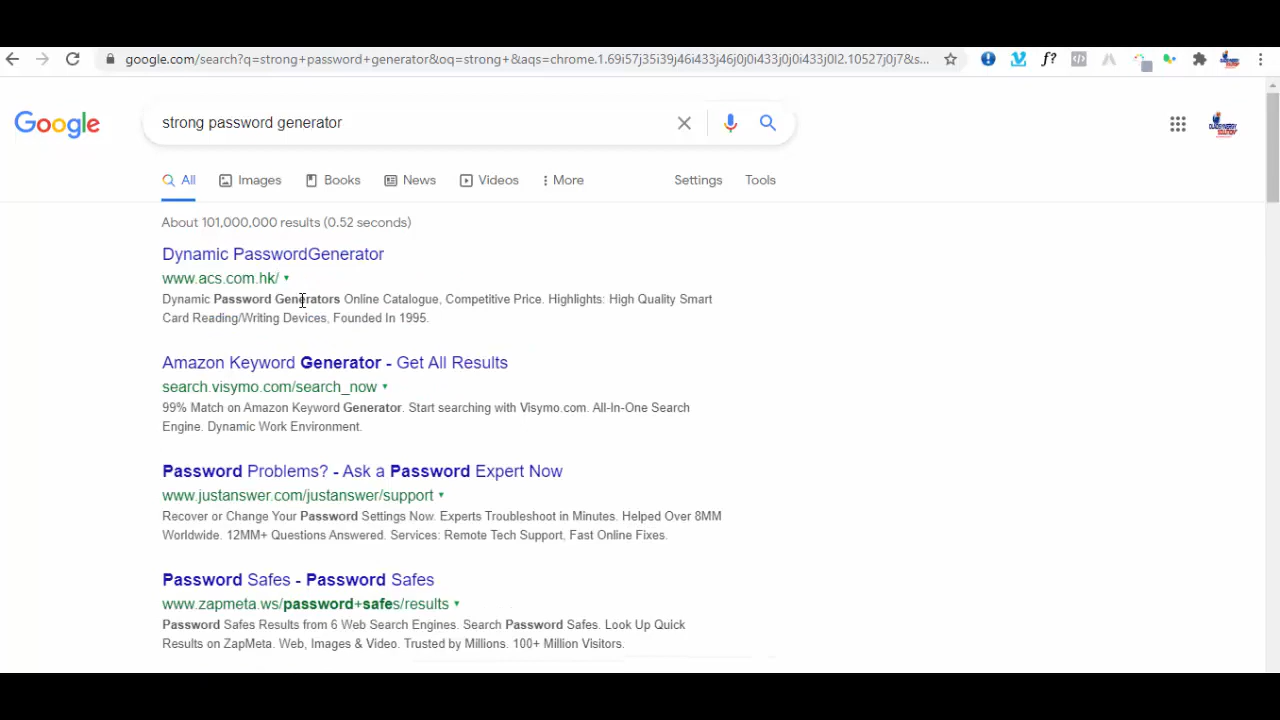 google.com/search?q=strong+password+generator&oq=strong+&aqs=chrome.1.69i57j35i39j46i433j46j0j0i433j0j0i433j0l2.10527j0j7&s...
f?
Google
strong password generator
All Images Books News Videos More Settings Tools
About 101,000,000 results (0.52 seconds)
Dynamic PasswordGenerator
www.acs.com.hk/
Dynamic Password Generators Online Catalogue, Competitive Price. Highlights: High Quality Smart
Card Reading/Writing Devices, Founded In 1995.
Amazon Keyword Generator - Get All Results
search.visymo.com/search_now
99% Match on Amazon Keyword Generator. Start searching with Visymo.com. All-In-One Search
Engine. Dynamic Work Environment.
Password Problems? - Ask a Password Expert Now
www.justanswer.com/justanswer/support
Recover or Change Your Password Settings Now. Experts Troubleshoot in Minutes. Helped Over 8MM
Worldwide. 12MM+ Questions Answered. Services: Remote Tech Support, Fast Online Fixes.
Password Safes - Password Safes
www.zapmeta.ws/password+safes/results
Password Safes Results from 6 Web Search Engines. Search Password Safes. Look Up Quick
Results on ZapMeta. Web, Images & Video. Trusted by Millions. 100+ Million Visitors.